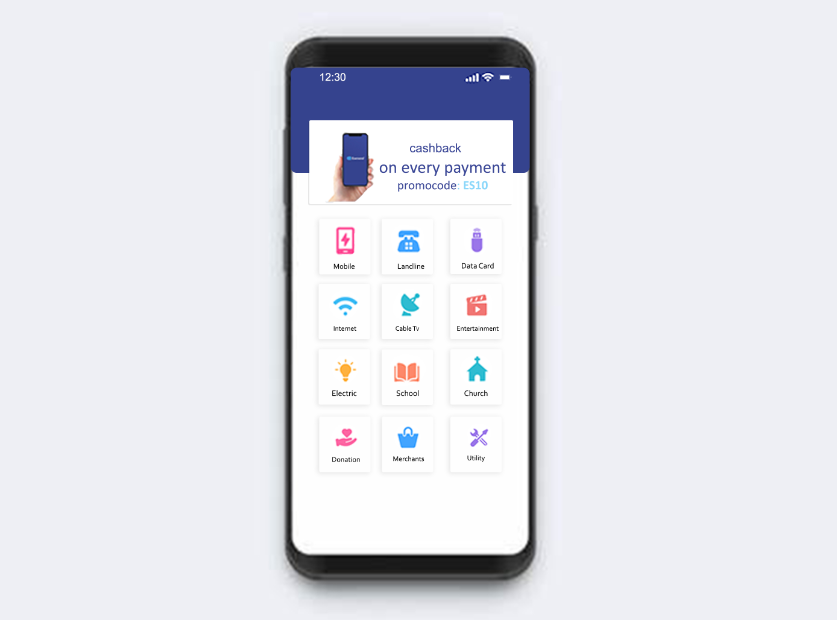 12:30
cashback
on every payment
promocode: ES10
Mobile
Landline
Data Card
Internet
Cable Tv
Entertainment
Electric
School
Church
Donation
Merchants
Utility